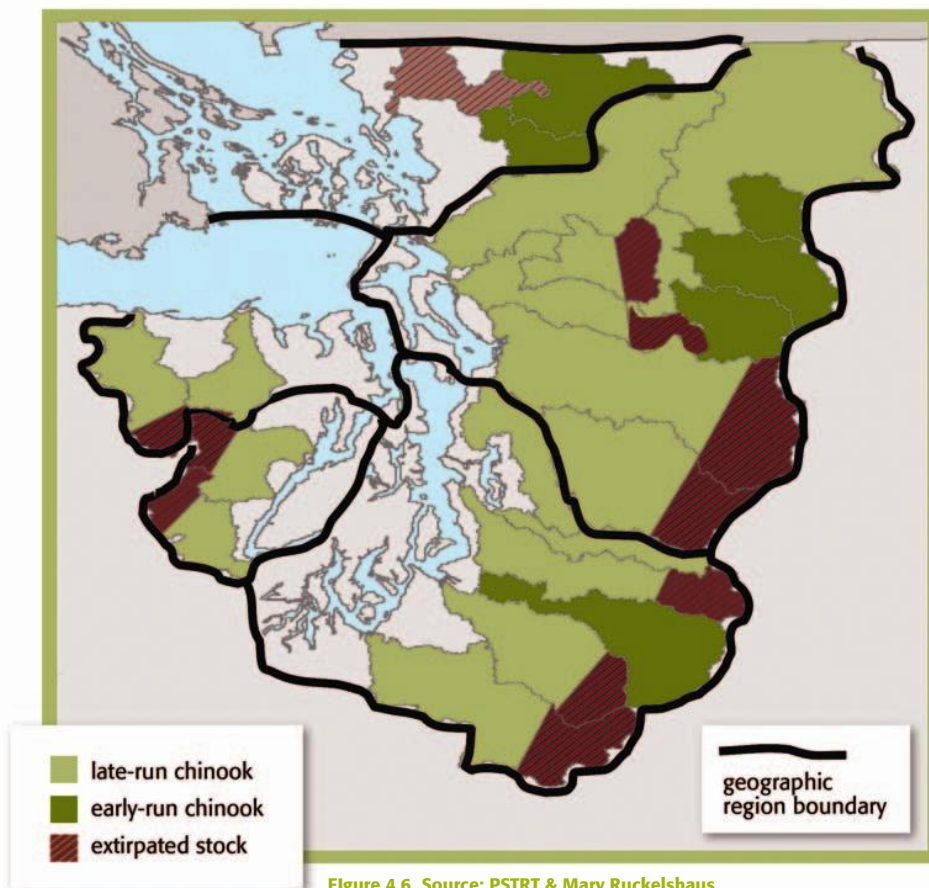 late-run chinook
early-run chinook
extirpated stock
geographic
region boundary
FIgure 4.6 Source: PSTRT & Mary Ruckelshaus